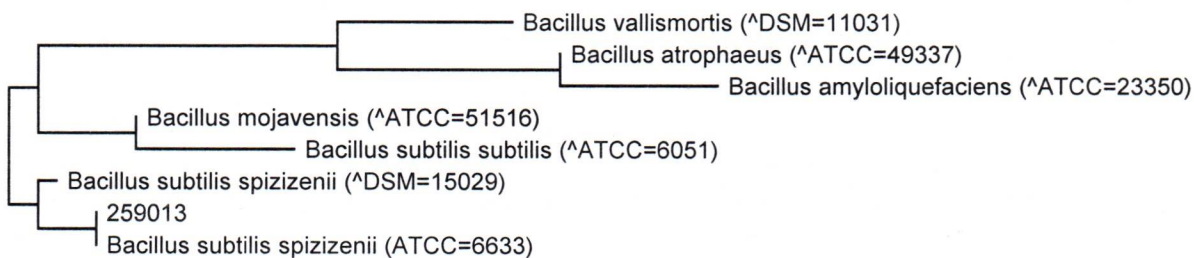 Bacillus vallismortis (^DSM=11031)
Bacillus atrophaeus (^ATCC=49337)
Bacillus amyloliquefaciens (^ATCC=23350)
Bacillus mojavensis (^ATCC=51516)
Bacillus subtilis subtilis (^ATCC=6051)
Bacillus subtilis spizizenii (^DSM=15029)
259013
Bacillus subtilis spizizenii (ATCC=6633)